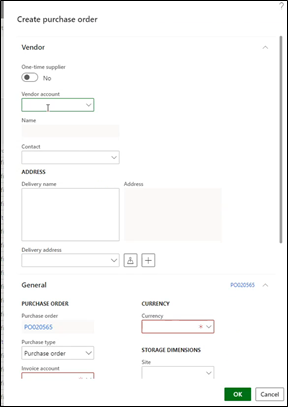 ?
Create purchase order
Vendor
One-time supplier
No
Vendor account
Name
Contact
ADDRESS
Delivery name
Address
Delivery address
General
PO020565
PURCHASE ORDER
CURRENCY
Purchase order
Currency
PO020565
Purchase type
STORAGE DIMENSIONS
Purchase order
Site
Invoice account
OK
Cancel